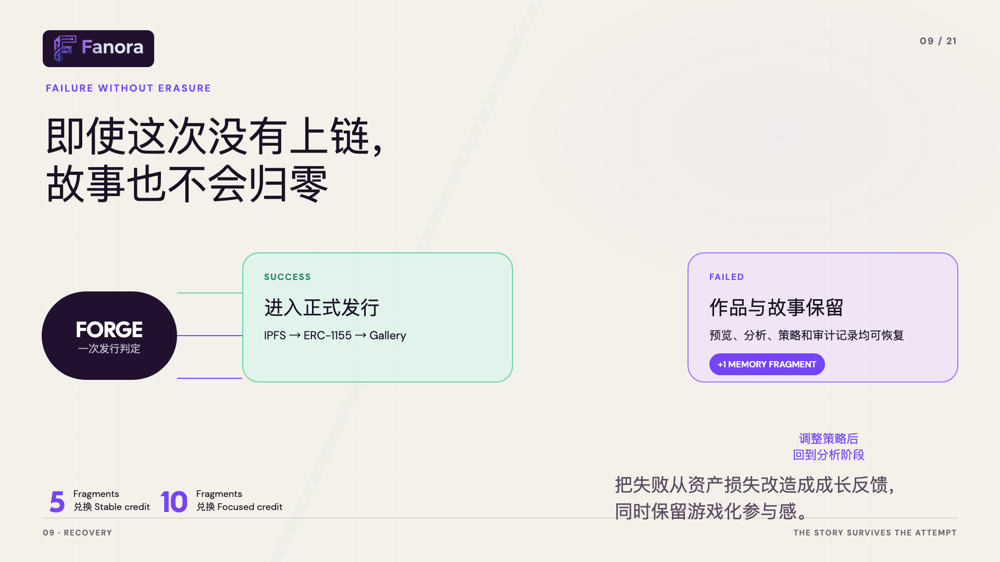 Fanora
09 / 21
FAILURE WITHOUT ERASURE
即使这次没有上链，
故事也不会归零
FORGE
一次发行判定
SUCCESS
进入正式发行
IPFS → ERC-1155 → Gallery
FAILED
作品与故事保留
预览、分析、策略和审计记录均可恢复
+1 MEMORY FRAGMENT
调整策略后
回到分析阶段
把失败从资产损失改造成成长反馈，
同时保留游戏化参与感。
5
Fragments
兑换 Stable credit
10
Fragments
兑换 Focused credit
09 · RECOVERY
THE STORY SURVIVES THE ATTEMPT